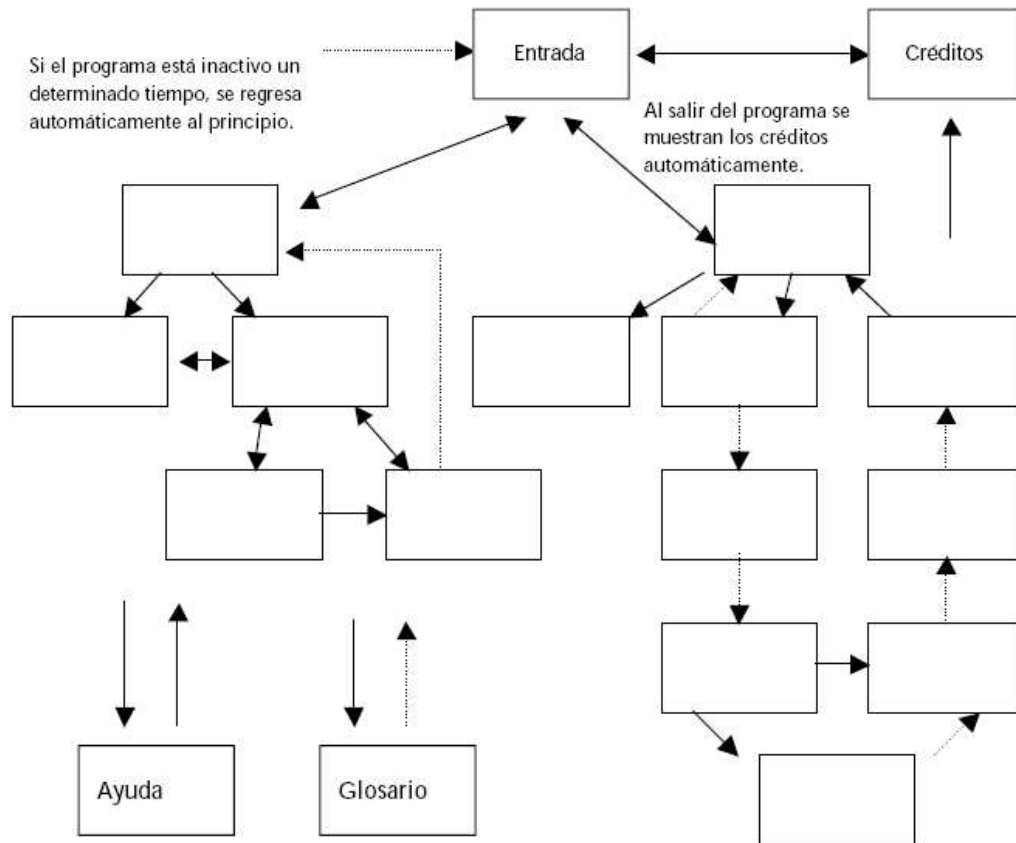 Entrada
Créditos
Si el programa está inactivo un
determinado tiempo, se regresa
automáticamente al principio.
Al salir del programa se
muestran los créditos
automáticamente.
Ayuda
Glosario